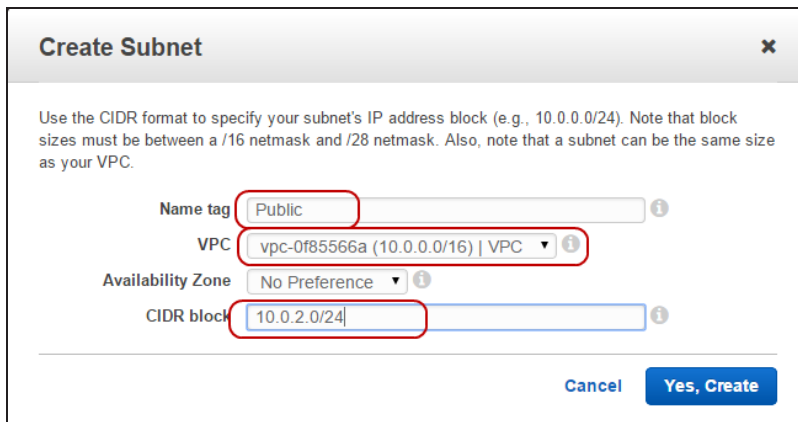 Create Subnet
Use the CIDR format to specify your subnet's IP address block (e.g., 10.0.0.0/24). Note that block
sizes must be between a /16 netmask and /28 netmask. Also, note that a subnet can be the same size
as your VPC.
Name tag Public
VPC vpc-0f85566a (10.0.0.0/16) | VPC
Availability Zone No Preference
CIDR block 10.0.2.0/24
Cancel Yes, Create